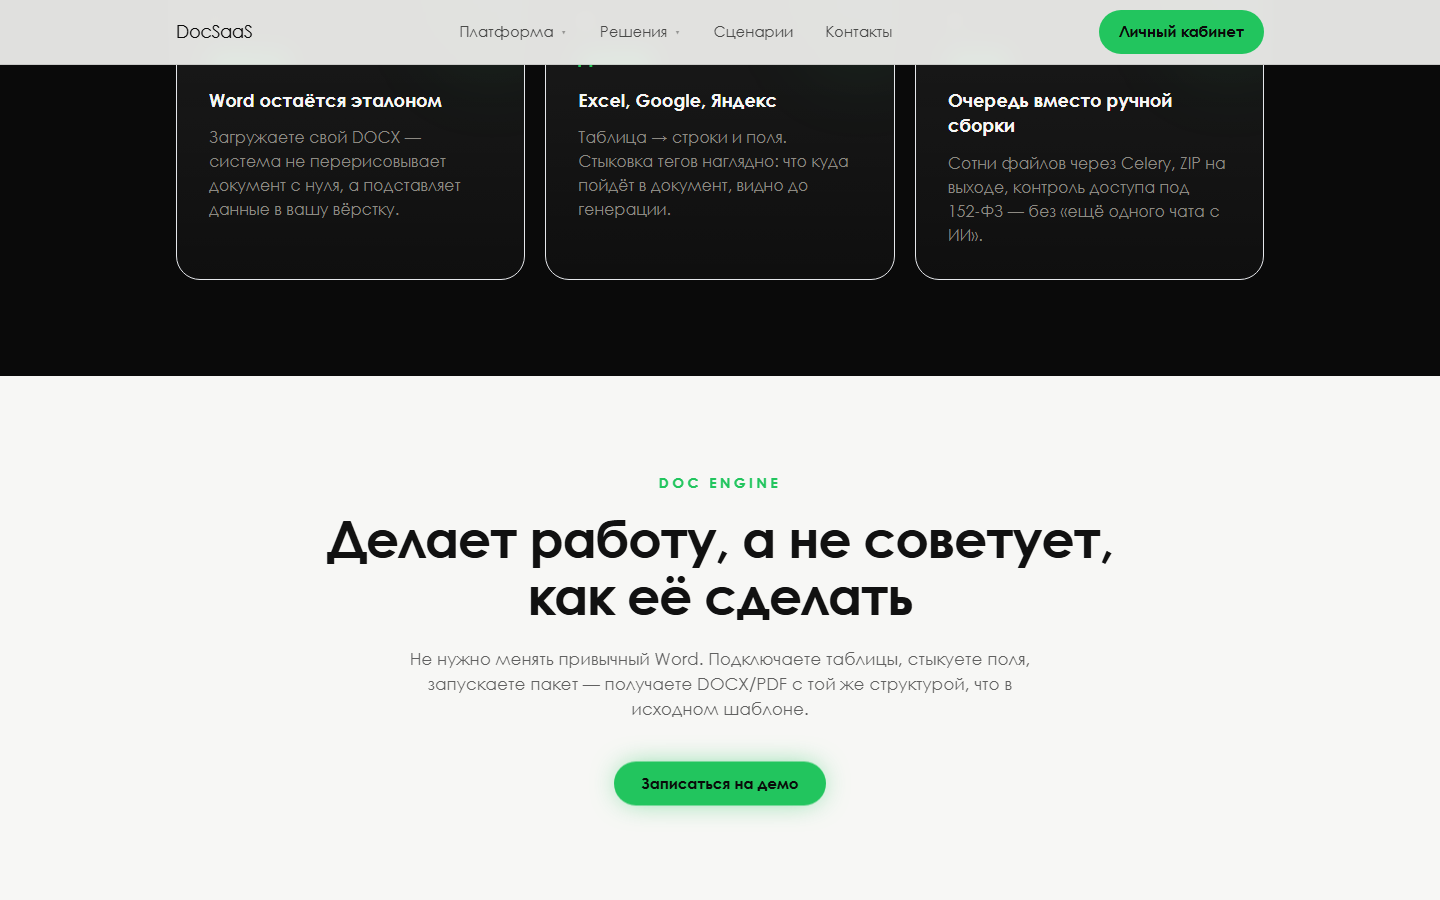 DocSaaS
Платформа
Решения
Сценарии
Контакты
Личный кабинет
Word остаётся эталоном
Загружаете свой DOCX —
система не перерисовывает
документ с нуля, а подставляет
данные в вашу вёрстку.
Excel, Google, Яндекс
Таблица → строки и поля.
Стыковка тегов наглядно: что куда
пойдёт в документ, видно до
генерации.
Очередь вместо ручной
сборки
Сотни файлов через Celery, ZIP на
выходе, контроль доступа под
152-ФЗ — без «ещё одного чата с
ИИ».
DOC ENGINE
Делает работу, а не советует,
как её сделать
Не нужно менять привычный Word. Подключаете таблицы, стыкуете поля,
запускаете пакет — получаете DOCX/PDF с той же структурой, что в
исходном шаблоне.
Записаться на демо